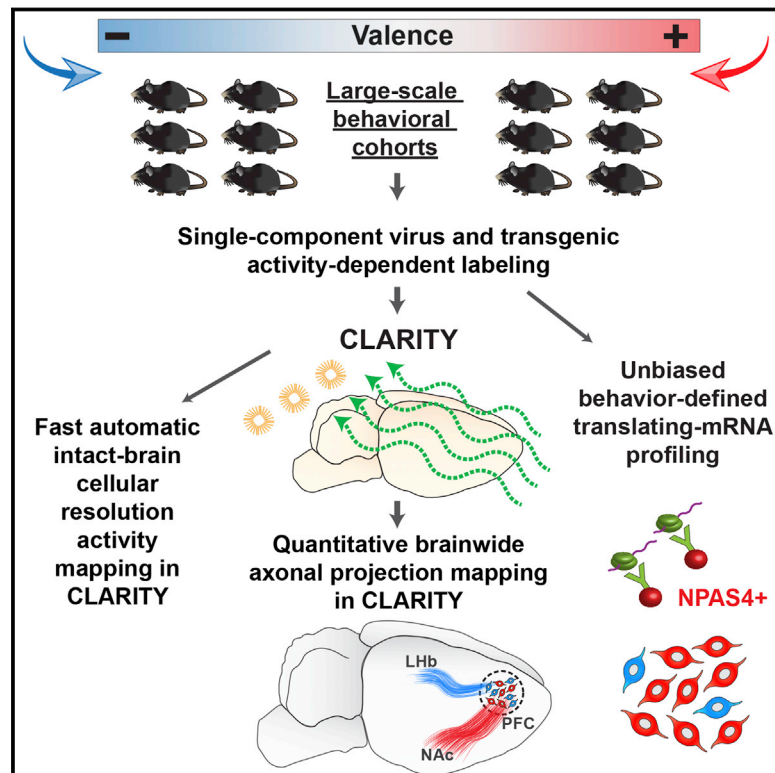 − Valence +
Large-scale
behavioral
cohorts
Single-component virus and transgenic
activity-dependent labeling
CLARITY
Fast automatic
intact-brain
cellular
resolution
activity
mapping in
CLARITY
Quantitative brainwide
axonal projection mapping
in CLARITY
LHb
PFC
NAc
Unbiased
behavior-defined
translating-mRNA
profiling
NPAS4+